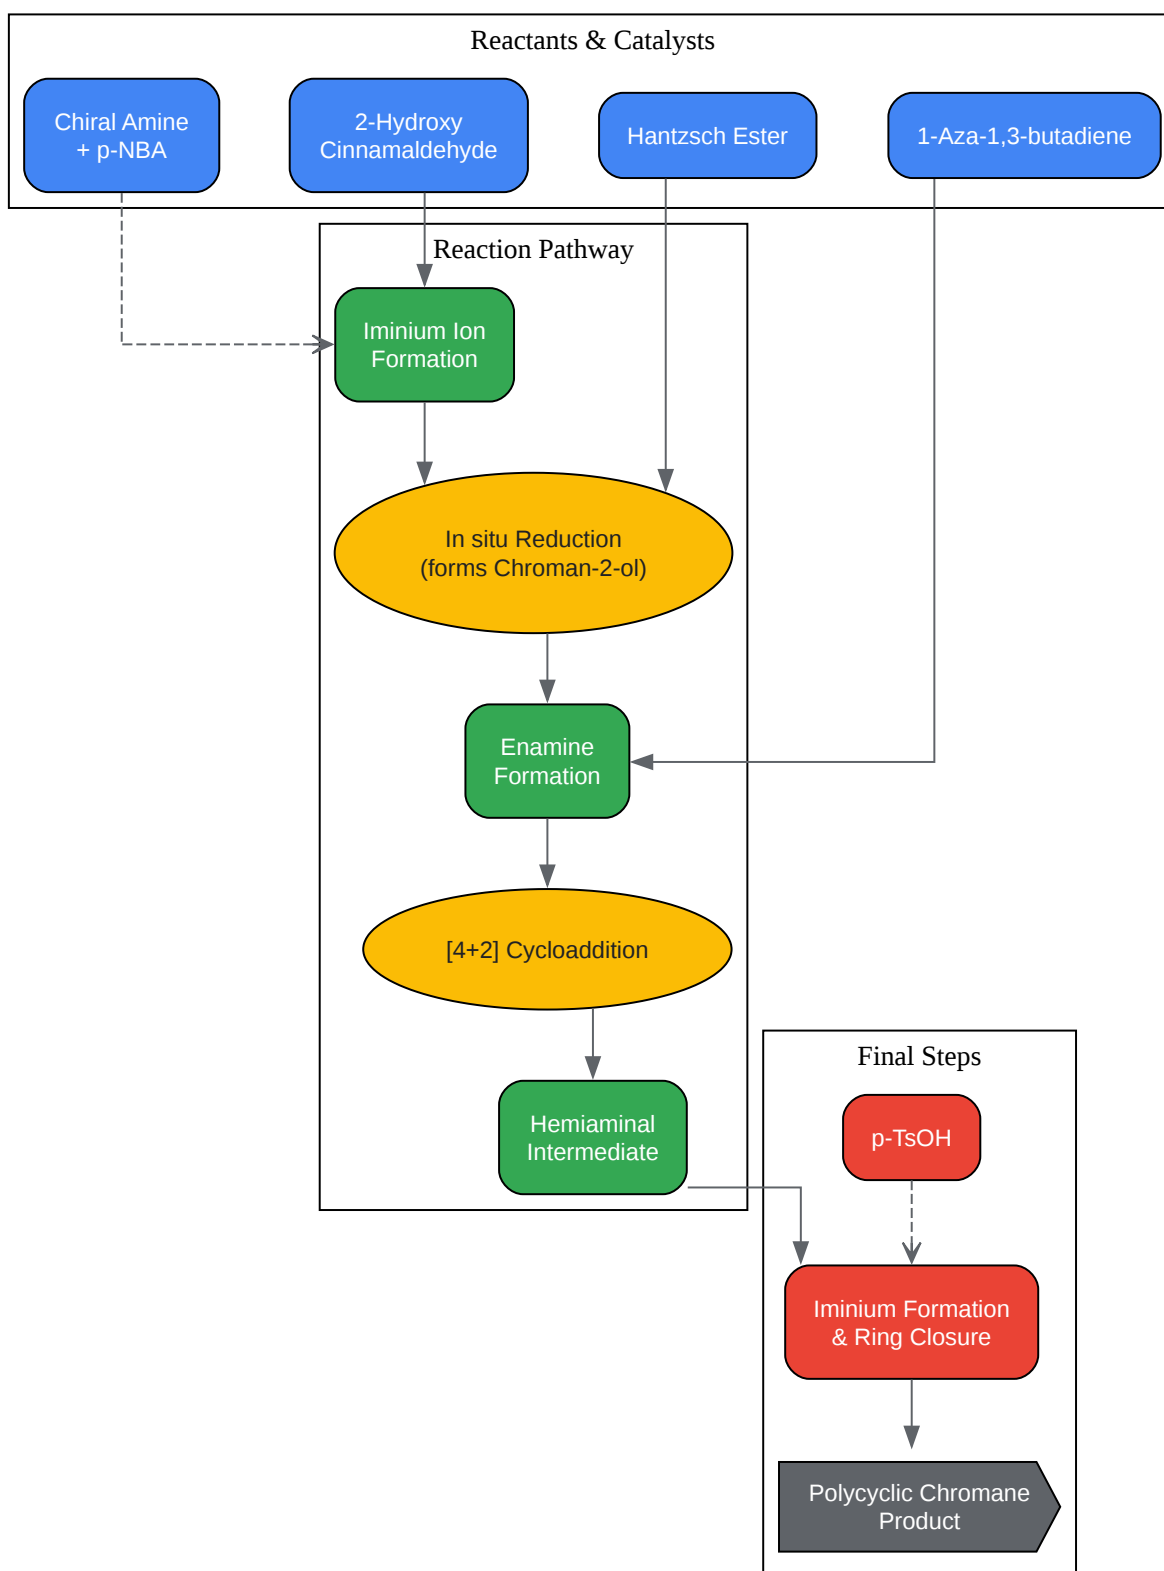 Reactants & Catalysts
Chiral Amine
+ p-NBA
2-Hydroxy
Cinnamaldehyde
Hantzsch Ester
1-Aza-1,3-butadiene
Reaction Pathway
Iminium Ion
Formation
In situ Reduction
(forms Chroman-2-ol)
Enamine
Formation
[4+2] Cycloaddition
Hemiaminal
Intermediate
Final Steps
p-TsOH
Iminium Formation
& Ring Closure
Polycyclic Chromane
Product